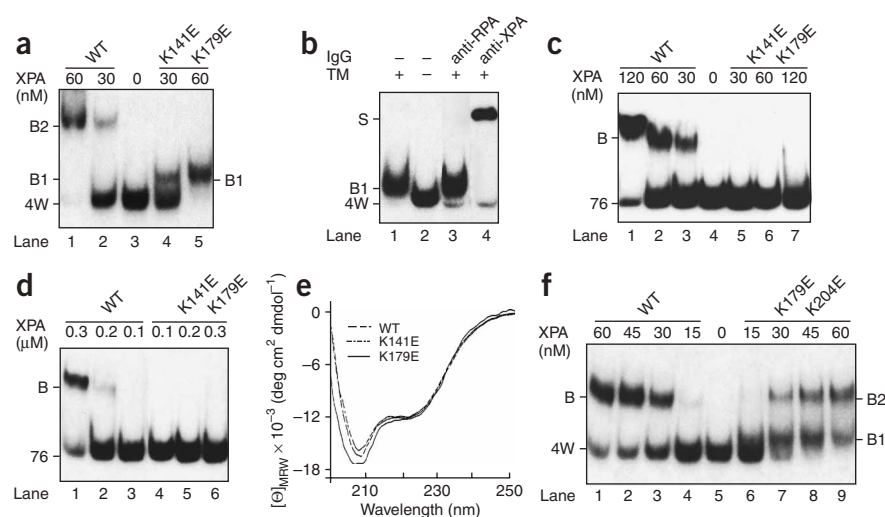 a
WT
K141E
K179E
XPA
(nM)
60 30 0 30 60
B2
B1
4W
B1
Lane 1 2 3 4 5
b
anti-RPA
anti-XPA
IgG – –
TM + – + +
S
B1
4W
Lane 1 2 3 4
c
WT
K141E
K179E
XPA
(nM)
120 60 30 0 30 60 120
B
76
Lane 1 2 3 4 5 6 7
d
WT
K141E
K179E
XPA
(μM)
0.3 0.2 0.1 0.1 0.2 0.3
B
76
Lane 1 2 3 4 5 6
e
[Θ]MRW × 10⁻³ (deg cm² dmdol⁻¹)
0
–6
–12
–18
WT
K141E
K179E
210 230 250
Wavelength (nm)
f
WT
K179E
K204E
XPA
(nM)
60 45 30 15 0 15 30 45 60
B
4W
B2
B1
Lane 1 2 3 4 5 6 7 8 9